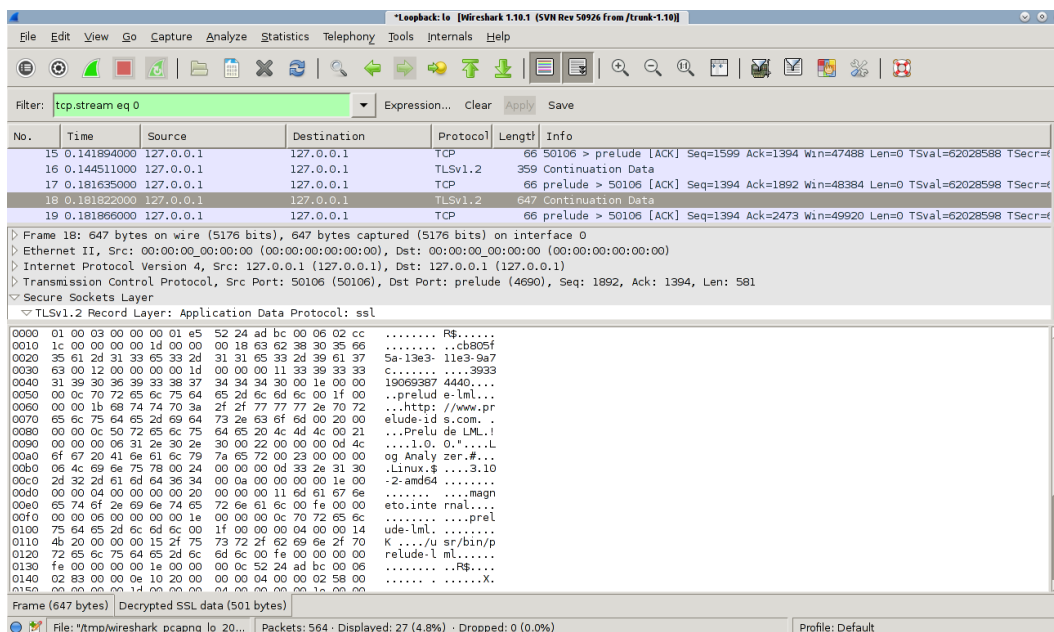 *Loopback: lo [Wireshark 1.10.1 (SVN Rev 50926 from /trunk-1.10)]
File Edit View Go Capture Analyze Statistics Telephony Tools Internals Help
Filter: tcp.stream eq 0 Expression... Clear Apply Save
No. Time Source Destination Protocol Length Info
15 0.141894000 127.0.0.1 127.0.0.1 TCP 66 50106 > prelude [ACK] Seq=1599 Ack=1394 Win=47488 Len=0 TSval=62028588 TSecr=6
16 0.144511000 127.0.0.1 127.0.0.1 TLSv1.2 359 Continuation Data
17 0.181635000 127.0.0.1 127.0.0.1 TCP 66 prelude > 50106 [ACK] Seq=1394 Ack=1892 Win=48384 Len=0 TSval=62028598 TSecr=6
18 0.181822000 127.0.0.1 127.0.0.1 TLSv1.2 647 Continuation Data
19 0.181866000 127.0.0.1 127.0.0.1 TCP 66 prelude > 50106 [ACK] Seq=1394 Ack=2473 Win=49920 Len=0 TSval=62028598 TSecr=6
Frame 18: 647 bytes on wire (5176 bits), 647 bytes captured (5176 bits) on interface 0
Ethernet II, Src: 00:00:00_00:00:00 (00:00:00:00:00:00), Dst: 00:00:00_00:00:00 (00:00:00:00:00:00)
Internet Protocol Version 4, Src: 127.0.0.1 (127.0.0.1), Dst: 127.0.0.1 (127.0.0.1)
Transmission Control Protocol, Src Port: 50106 (50106), Dst Port: prelude (4690), Seq: 1892, Ack: 1394, Len: 581
Secure Sockets Layer
TLSv1.2 Record Layer: Application Data Protocol: ssl
0000 01 00 03 00 00 00 01 e5 52 24 ad bc 00 06 02 cc ........ R$......
0010 1c 00 00 00 00 1d 00 00 00 18 63 62 38 30 35 66 ........ ..cb805f
0020 35 61 2d 31 33 65 33 2d 31 31 65 33 2d 39 61 37 5a-13e3- 11e3-9a7
0030 63 00 12 00 00 00 00 1d 00 00 00 11 33 39 33 33 c....... ....3933
0040 31 39 30 36 39 33 38 37 34 34 34 30 00 1e 00 00 19069387 4440....
0050 00 0c 70 72 65 6c 75 64 65 2d 6c 6d 6c 00 1f 00 ..prelud e-lml...
0060 00 00 1b 68 74 74 70 3a 2f 2f 77 77 77 2e 70 72 ...http: //www.pr
0070 65 6c 75 64 65 2d 69 64 73 2e 63 6f 6d 00 20 00 elude-id s.com. .
0080 00 00 0c 50 72 65 6c 75 64 65 20 4c 4d 4c 00 21 ...Prelu de LML.!
0090 00 00 00 06 31 2e 30 2e 30 00 22 00 00 00 0d 4c ....1.0. 0."....L
00a0 6f 67 20 41 6e 61 6c 79 7a 65 72 00 23 00 00 00 og Analy zer.#...
00b0 06 4c 69 6e 75 78 00 24 00 00 00 0d 33 2e 31 30 .Linux.$ ....3.10
00c0 2d 32 2d 61 6d 64 36 34 00 0a 00 00 00 00 1e 00 -2-amd64 ........
00d0 00 00 04 00 00 00 00 20 00 00 00 11 6d 61 67 6e ....... ....magn
00e0 65 74 6f 2e 69 6e 74 65 72 6e 61 6c 00 fe 00 00 eto.inte rnal....
00f0 00 00 06 00 00 00 00 1e 00 00 00 0c 70 72 65 6c ........ ....prel
0100 75 64 65 2d 6c 6d 6c 00 1f 00 00 00 04 00 00 14 ude-lml. ........
0110 4b 20 00 00 00 15 2f 75 73 72 2f 62 69 6e 2f 70 K ..../u sr/bin/p
0120 72 65 6c 75 64 65 2d 6c 6d 6c 00 fe 00 00 00 00 relude-l ml......
0130 fe 00 00 00 00 1e 00 00 00 0c 52 24 ad bc 00 06 ........ ..R$....
0140 02 83 00 00 0e 10 20 00 00 00 04 00 00 02 58 00 ...... . ......X.
Frame (647 bytes) Decrypted SSL data (501 bytes)
File: "/tmp/wireshark_pcapng_lo_20... Packets: 564 · Displayed: 27 (4.8%) · Dropped: 0 (0.0%) Profile: Default